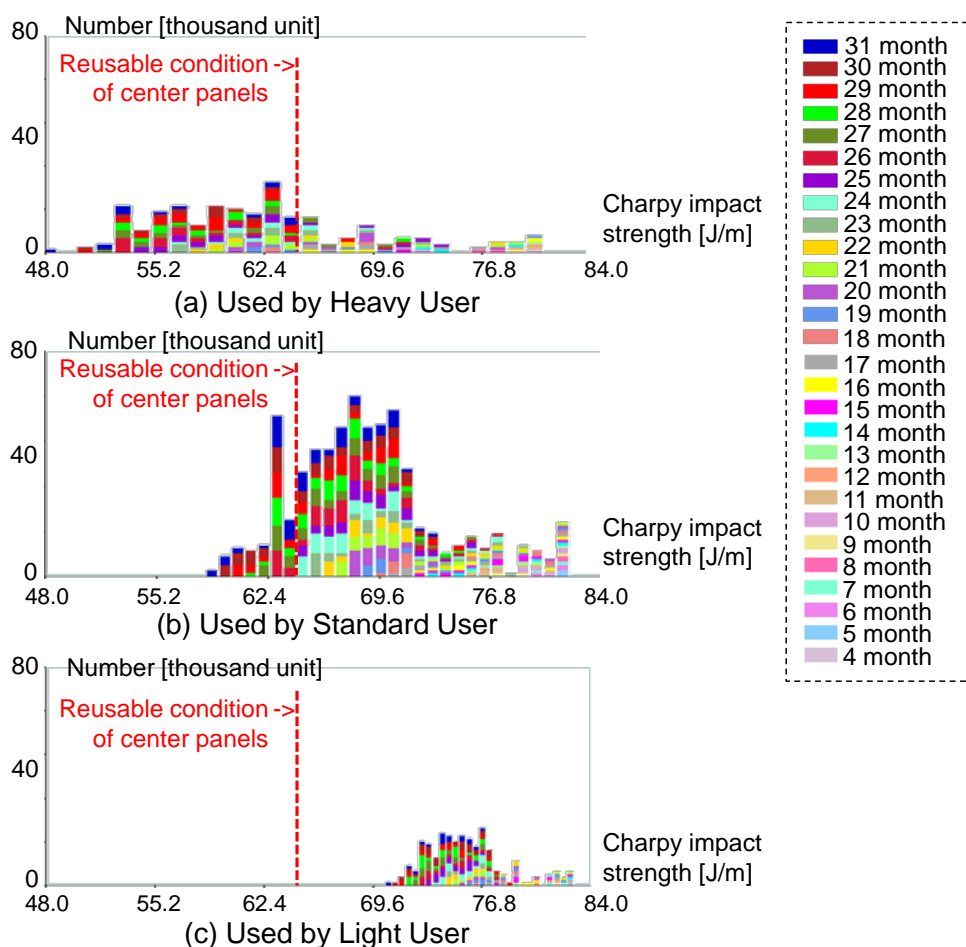 Number [thousand unit]
80
Reusable condition ->
of center panels
40
Charpy impact
strength [J/m]
0
48.0 55.2 62.4 69.6 76.8 84.0
(a) Used by Heavy User
Number [thousand unit]
80
Reusable condition ->
of center panels
40
Charpy impact
strength [J/m]
0
48.0 55.2 62.4 69.6 76.8 84.0
(b) Used by Standard User
Number [thousand unit]
80
Reusable condition ->
of center panels
40
Charpy impact
strength [J/m]
0
48.0 55.2 62.4 69.6 76.8 84.0
(c) Used by Light User
31 month
30 month
29 month
28 month
27 month
26 month
25 month
24 month
23 month
22 month
21 month
20 month
19 month
18 month
17 month
16 month
15 month
14 month
13 month
12 month
11 month
10 month
9 month
8 month
7 month
6 month
5 month
4 month